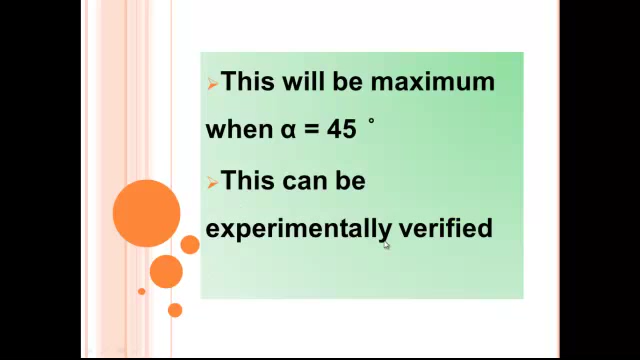 ➢This will be maximum
when α = 45 ˚
➢This can be
experimentally verified